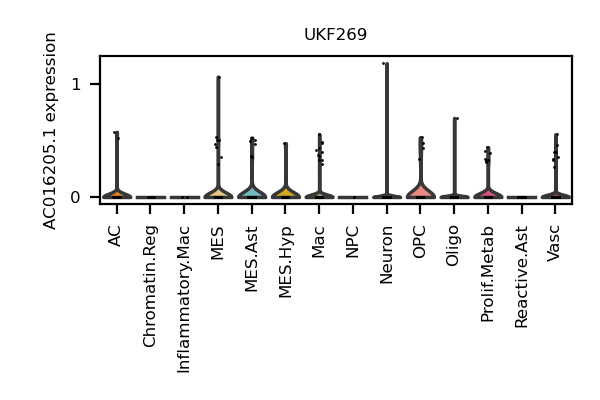 UKF269
AC016205.1 expression
1
0
AC
Chromatin.Reg
Inflammatory.Mac
MES
MES.Ast
MES.Hyp
Mac
NPC
Neuron
OPC
Oligo
Prolif.Metab
Reactive.Ast
Vasc